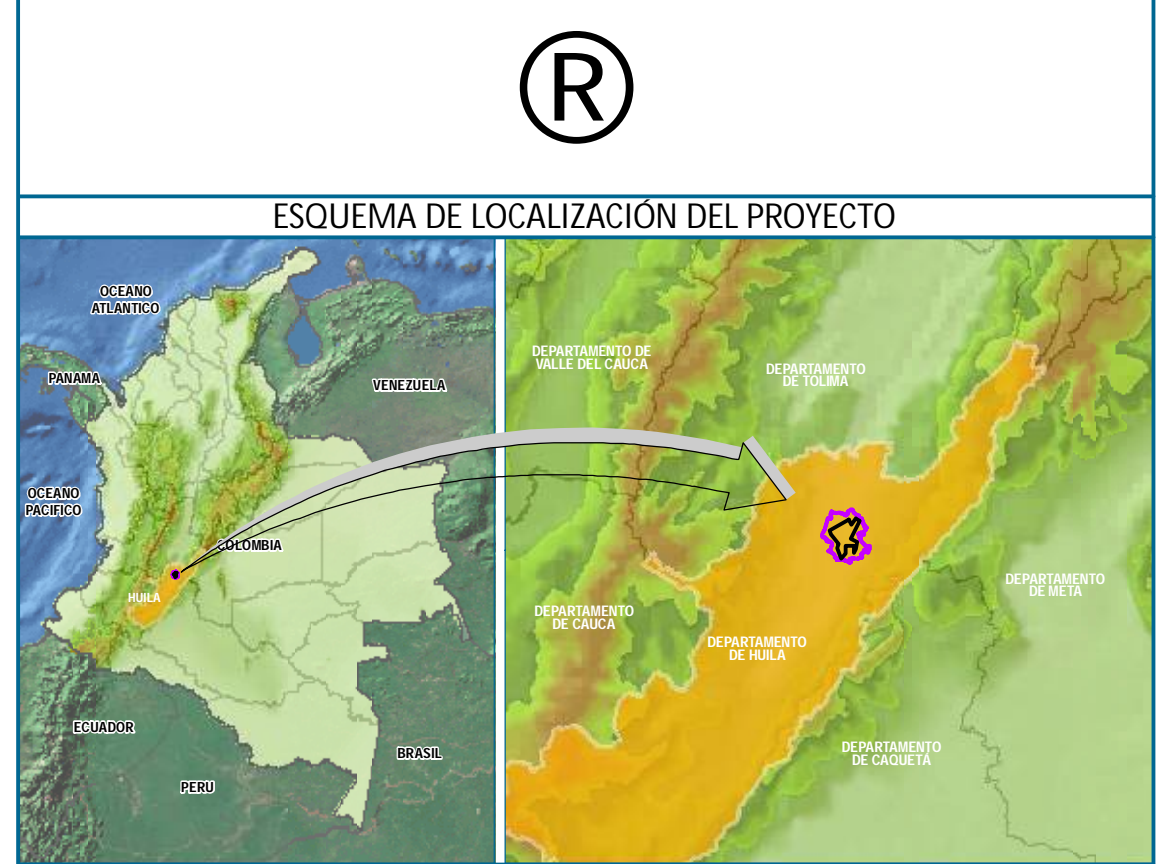 ®
ESQUEMA DE LOCALIZACIÓN DEL PROYECTO
OCEANO
ATLANTICO
PANAMA
VENEZUELA
OCEANO
PACIFICO
COLOMBIA
HUILA
ECUADOR
BRASIL
PERU
DEPARTAMENTO DE
VALLE DEL CAUCA
DEPARTAMENTO
DE TOLIMA
DEPARTAMENTO
DE META
DEPARTAMENTO
DE CAUCA
DEPARTAMENTO
DE HUILA
DEPARTAMENTO
DE CAQUETÁ